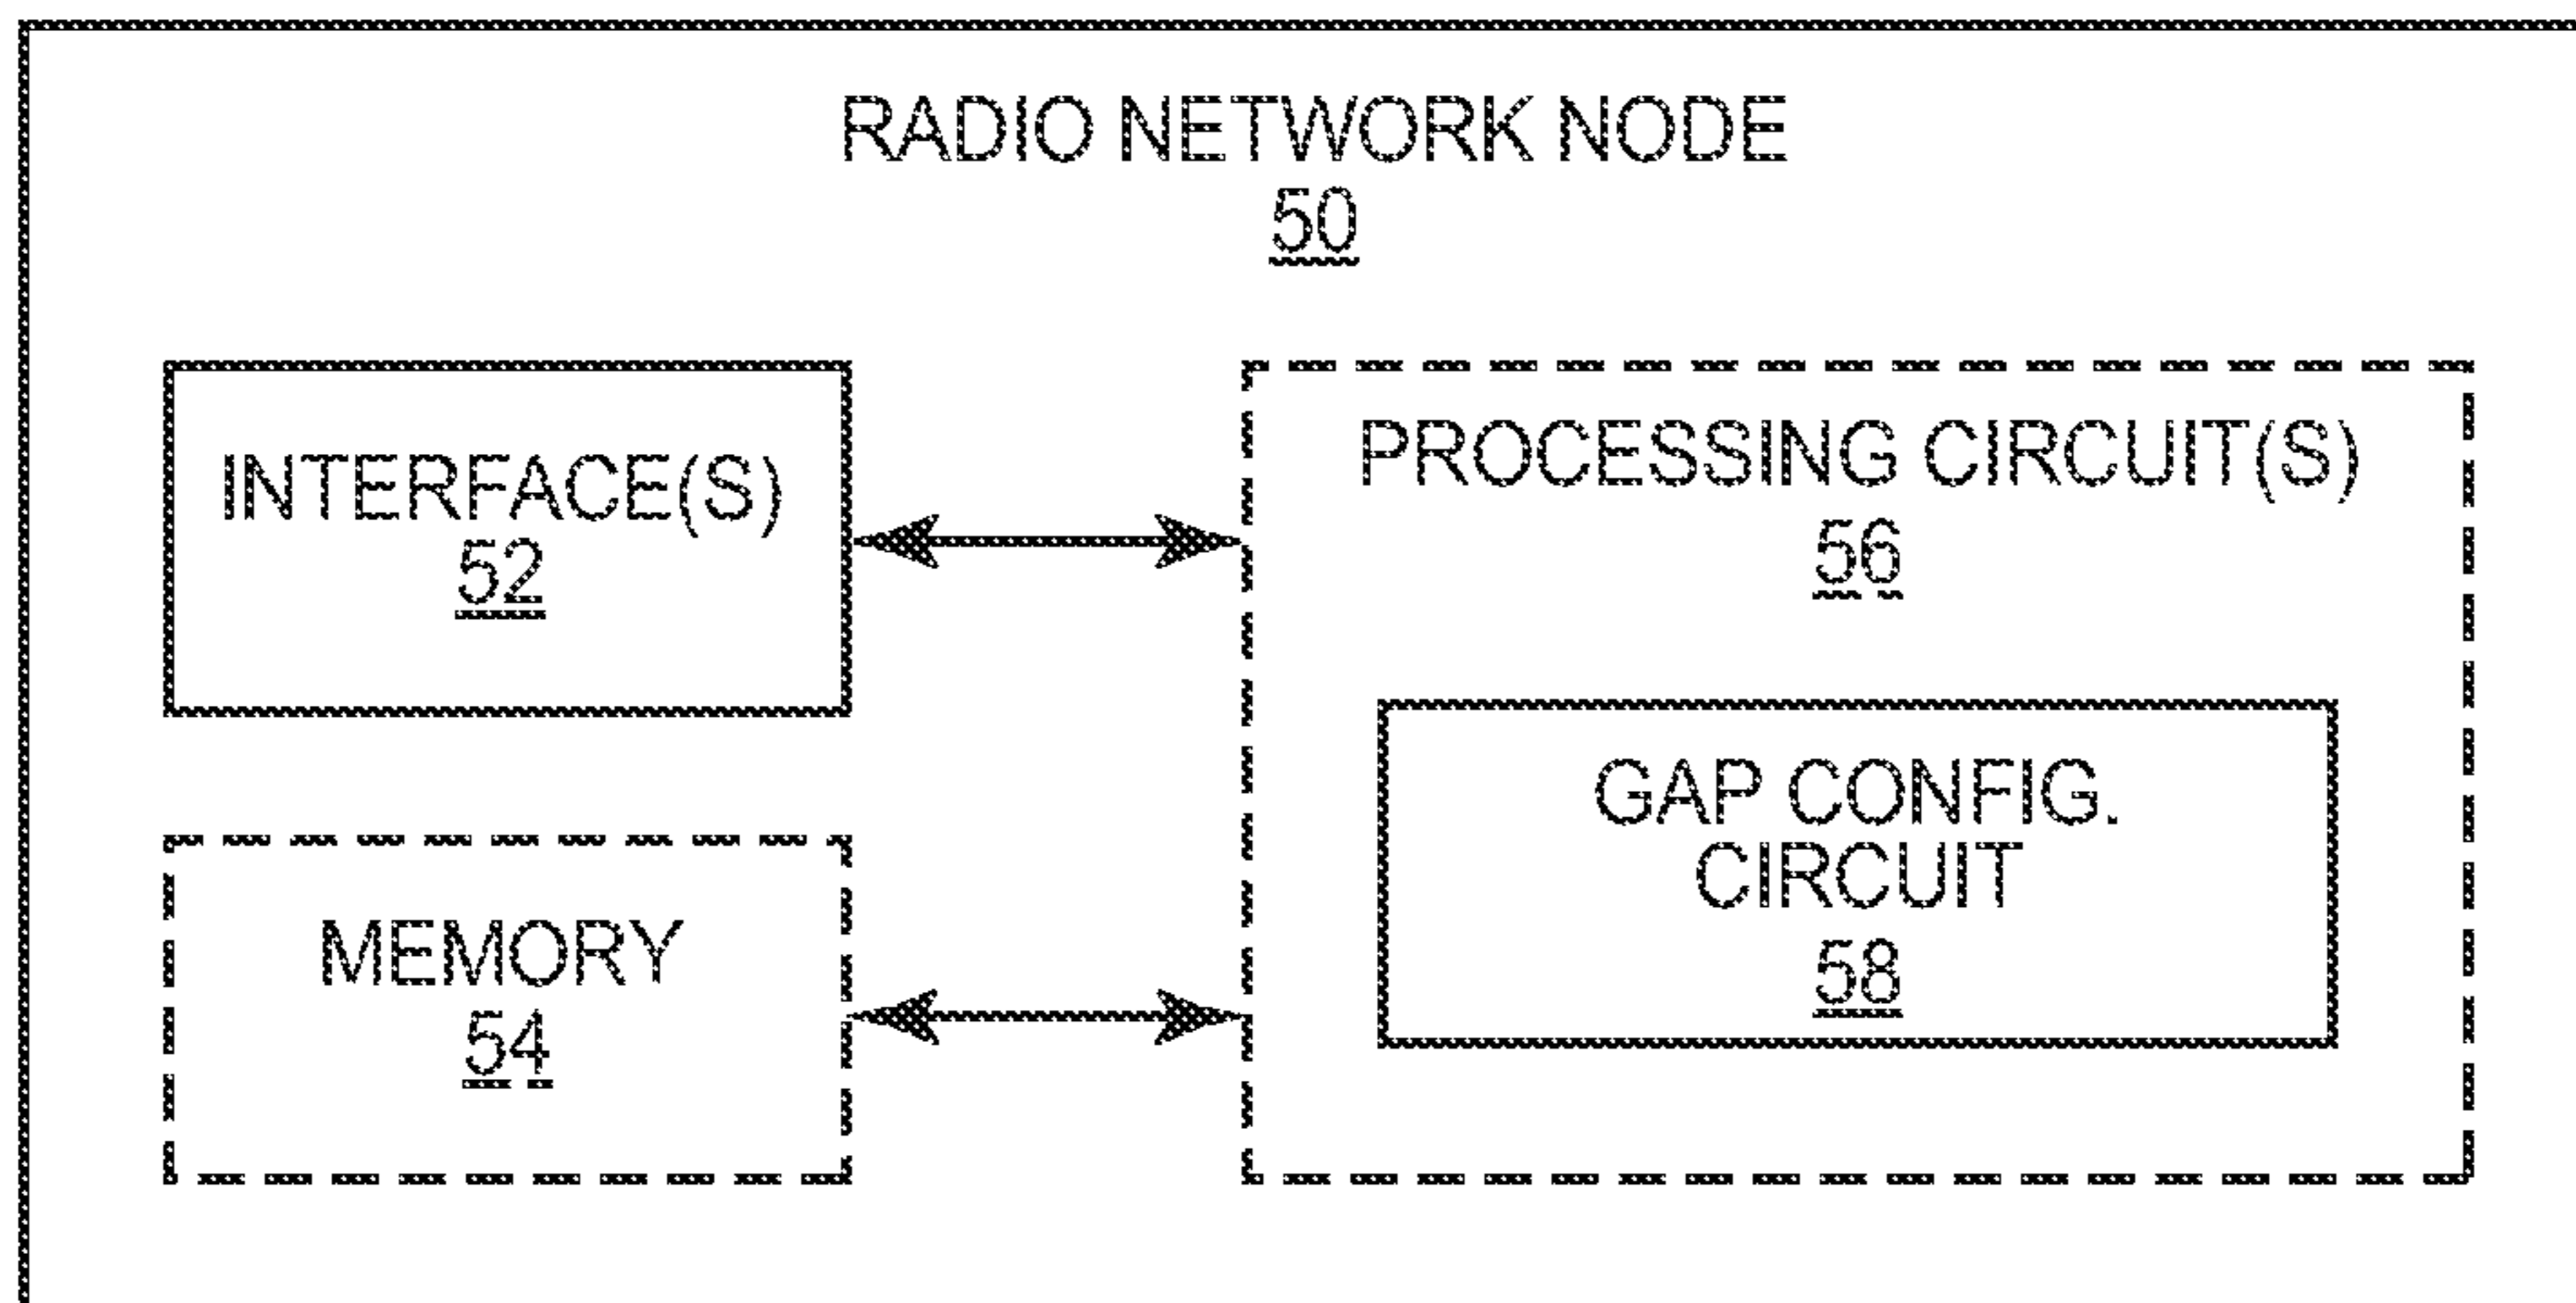 RADIO NETWORK NODE
50
INTERFACE(S)
52
MEMORY
54
PROCESSING CIRCUIT(S)
56
GAP CONFIG.
CIRCUIT
58